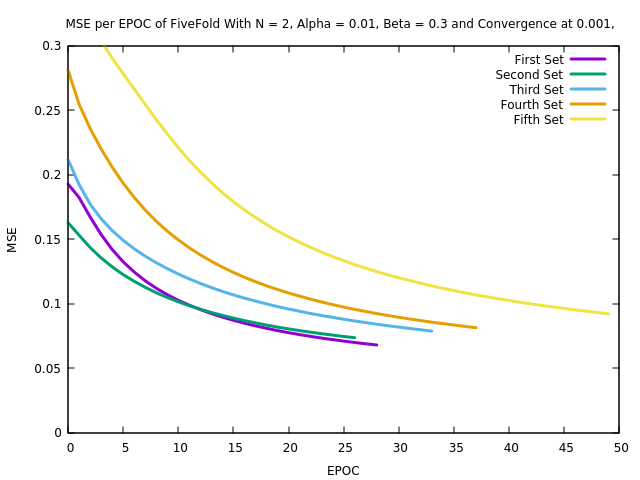 MSE per EPOC of FiveFold With N = 2, Alpha = 0.01, Beta = 0.3 and Convergence at 0.001,
0.3
0.25
0.2
0.15
0.1
0.05
0
MSE
First Set
Second Set
Third Set
Fourth Set
Fifth Set
0 5 10 15 20 25 30 35 40 45 50
EPOC